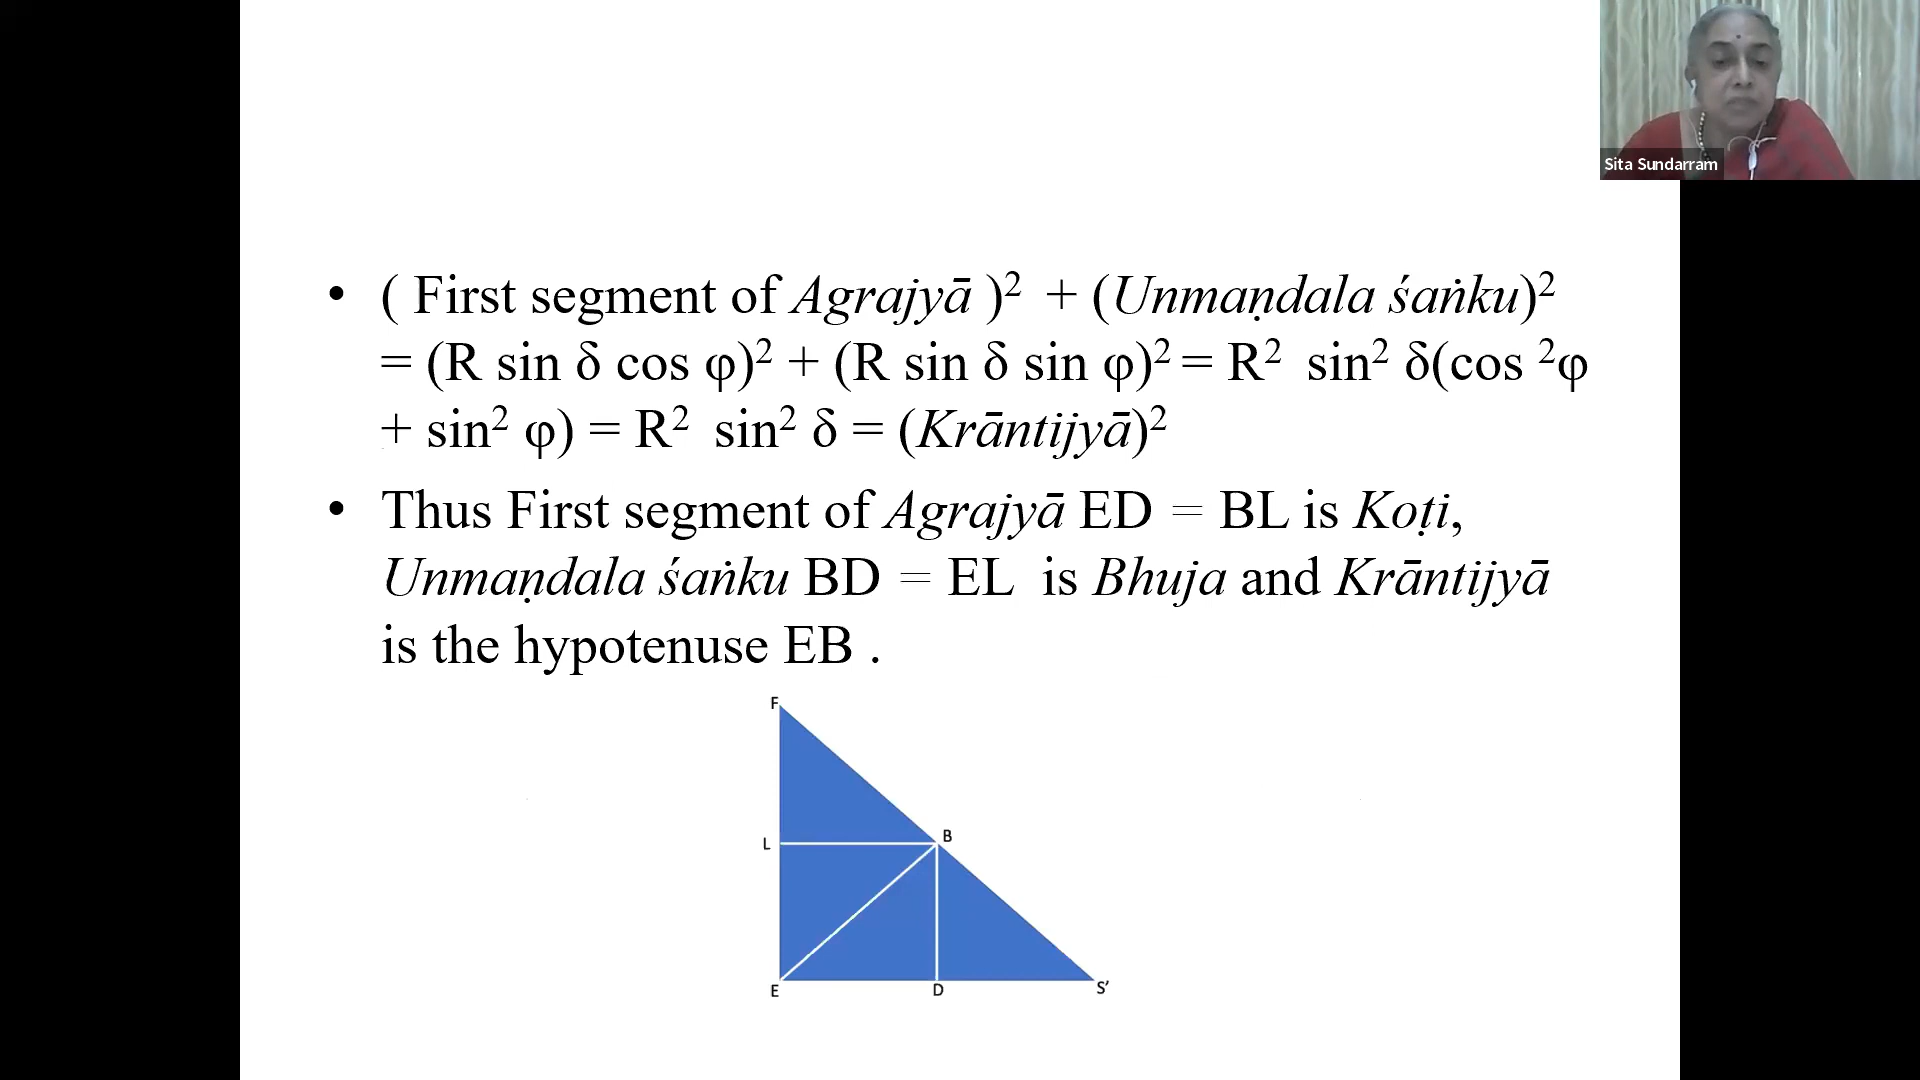 Sita Sundarram
• ( First segment of Agrajyā )² + (Unmaṇdala śaṅku)²
= (R sin δ cos φ)² + (R sin δ sin φ)² = R² sin² δ(cos ²φ
+ sin² φ) = R² sin² δ = (Krāntijyā)²
• Thus First segment of Agrajyā ED = BL is Koṭi,
Unmaṇdala śaṅku BD = EL is Bhuja and Krāntijyā
is the hypotenuse EB .
F
L
B
E
D
S’